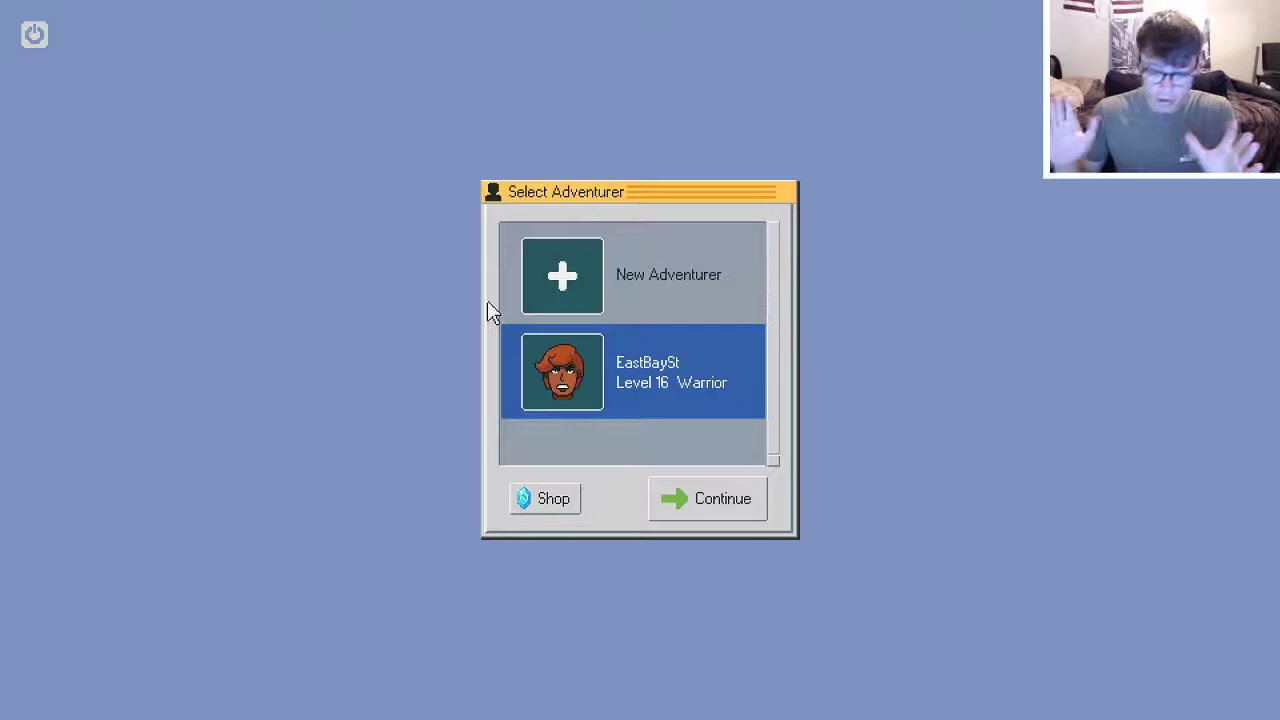 Select Adventurer
New Adventurer
EastBaySt
Level 16 Warrior
Shop
Continue